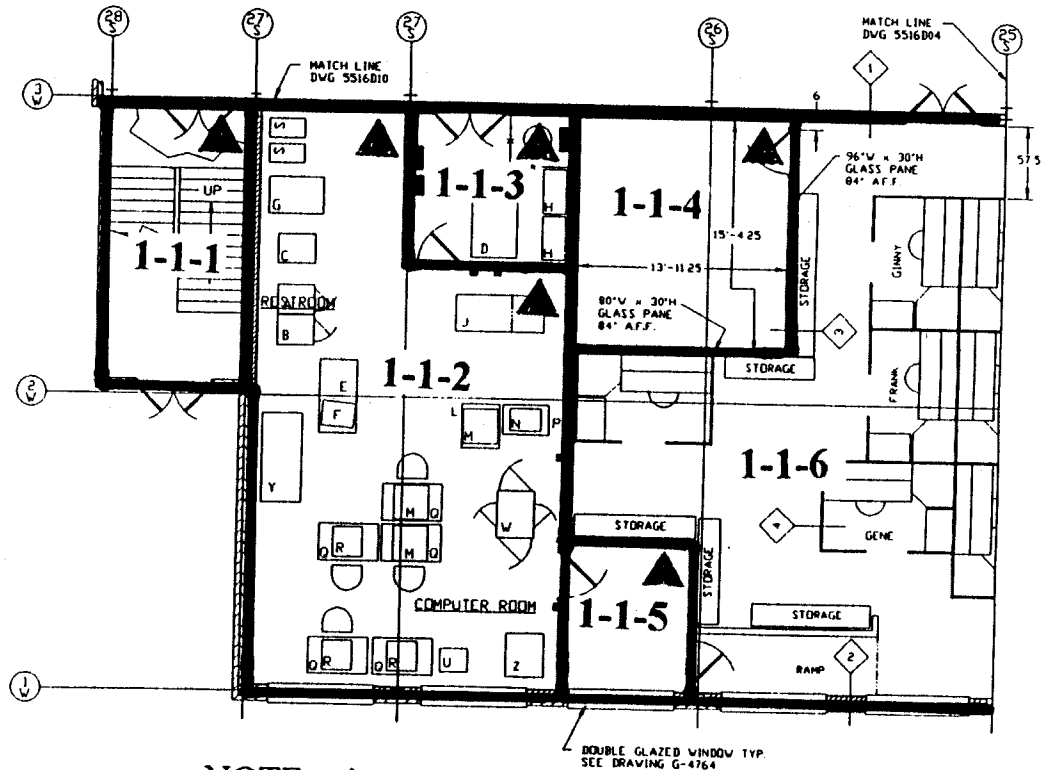 28
S
27'
S
27
S
26
S
25
S
MATCH LINE
DWG 5516D04
MATCH LINE
DWG 5516D10
3
W
1
6
57.5
96"W x 30"H
GLASS PANE
84" A.F.F.
S
S
UP
G
1-1-3
H
H
D
1-1-4
15'-4.25
13'-11.25
1-1-1
C
GINNY
STORAGE
RESTROOM
A
B
J
80"W x 30"H
GLASS PANE
84" A.F.F.
3
STORAGE
2
W
1-1-2
E
F
FRANK
L
M
N
P
1-1-6
Y
M
Q
W
STORAGE
4
GENE
Q
R
M
Q
STORAGE
COMPUTER ROOM
1-1-5
STORAGE
Q
R
Q
R
U
Z
RAMP
2
1
W
DOUBLE GLAZED WINDOW TYP.
SEE DRAWING G-4764